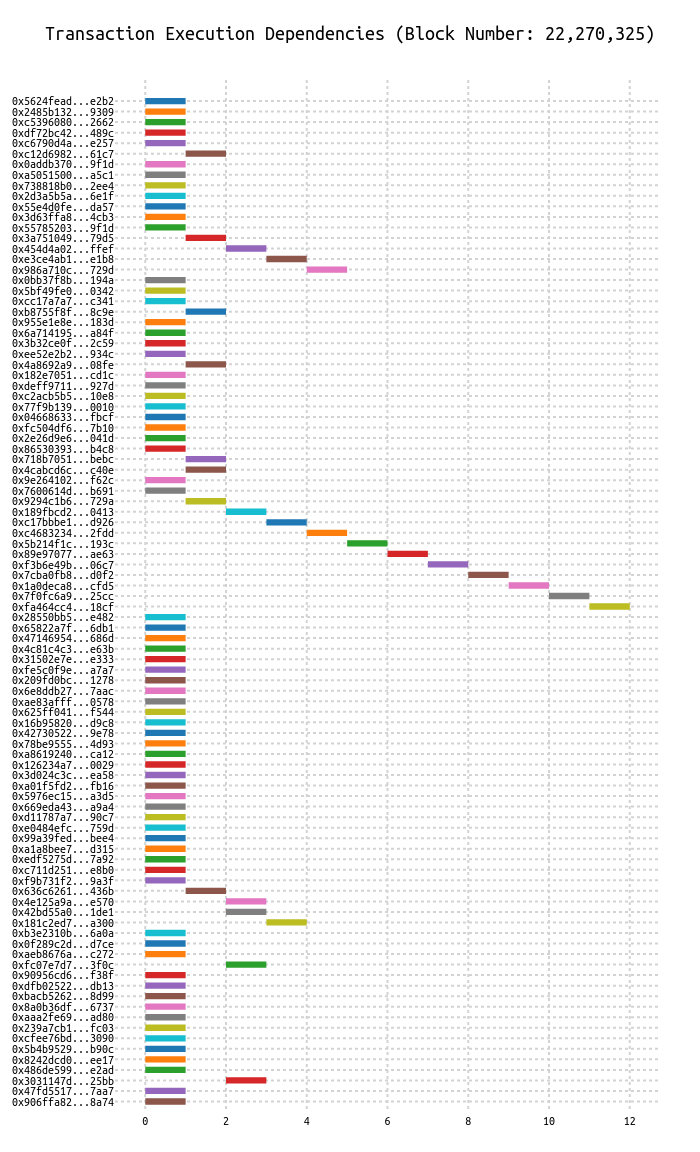 Transaction Execution Dependencies (Block Number: 22,270,325)
0x5624fead...e2b2
0x2485b132...9309
0xc5396080...2662
0xdf72bc42...489c
0xc6790d4a...e257
0xc12d6982...61c7
0x0addb370...9f1d
0xa5051500...a5c1
0x738818b0...2ee4
0x2d3a5b5a...6e1f
0x55e4d0fe...da57
0x3d63ffa8...4cb3
0x55785203...9f1d
0x3a751049...79d5
0x454d4a02...ffef
0xe3ce4ab1...e1b8
0x986a710c...729d
0x0bb37f8b...194a
0x5bf49fe0...0342
0xcc17a7a7...c341
0xb8755f8f...8c9e
0x955e1e8e...183d
0x6a714195...a84f
0x3b32ce0f...2c59
0xee52e2b2...934c
0x4a8692a9...08fe
0x182e7051...cd1c
0xdeff9711...927d
0xc2acb5b5...10e8
0x77f9b139...0010
0x04668633...fbcf
0xfc504df6...7b10
0x2e26d9e6...041d
0x86530393...b4c8
0x718b7051...bebc
0x4cabcd6c...c40e
0x9e264102...f62c
0x7600614d...b691
0x9294c1b6...729a
0x189fbcd2...0413
0xc17bbbe1...d926
0xc4683234...2fdd
0x5b214f1c...193c
0x89e97077...ae63
0xf3b6e49b...06c7
0x7cba0fb8...d0f2
0x1a0deca8...cfd5
0x7f0fc6a9...25cc
0xfa464cc4...18cf
0x28550bb5...e482
0x65822a7f...6db1
0x47146954...686d
0x4c81c4c3...e63b
0x31502e7e...e333
0xfe5c0f9e...a7a7
0x209fd0bc...1278
0x6e8ddb27...7aac
0xae83afff...0578
0x625ff041...f544
0x16b95820...d9c8
0x42730522...9e78
0x78be9555...4d93
0xa8619240...ca12
0x126234a7...0029
0x3d024c3c...ea58
0xa01f5fd2...fb16
0x5976ec15...a3d5
0x669eda43...a9a4
0xd11787a7...90c7
0xe0484efc...759d
0x99a39fed...bee4
0xa1a8bee7...d315
0xedf5275d...7a92
0xc711d251...e8b0
0xf9b731f2...9a3f
0x636c6261...436b
0x4e125a9a...e570
0x42bd55a0...1de1
0x181c2ed7...a300
0xb3e2310b...6a0a
0x0f289c2d...d7ce
0xaeb8676a...c272
0xfc07e7d7...3f0c
0x90956cd6...f38f
0xdfb02522...db13
0xbacb5262...8d99
0x8a0b36df...6737
0xaaa2fe69...ad80
0x239a7cb1...fc03
0xcfee76bd...3090
0x5b4b9529...b90c
0x8242dcd0...ee17
0x486de599...e2ad
0x3031147d...25bb
0x47fd5517...7aa7
0x906ffa82...8a74
0 2 4 6 8 10 12